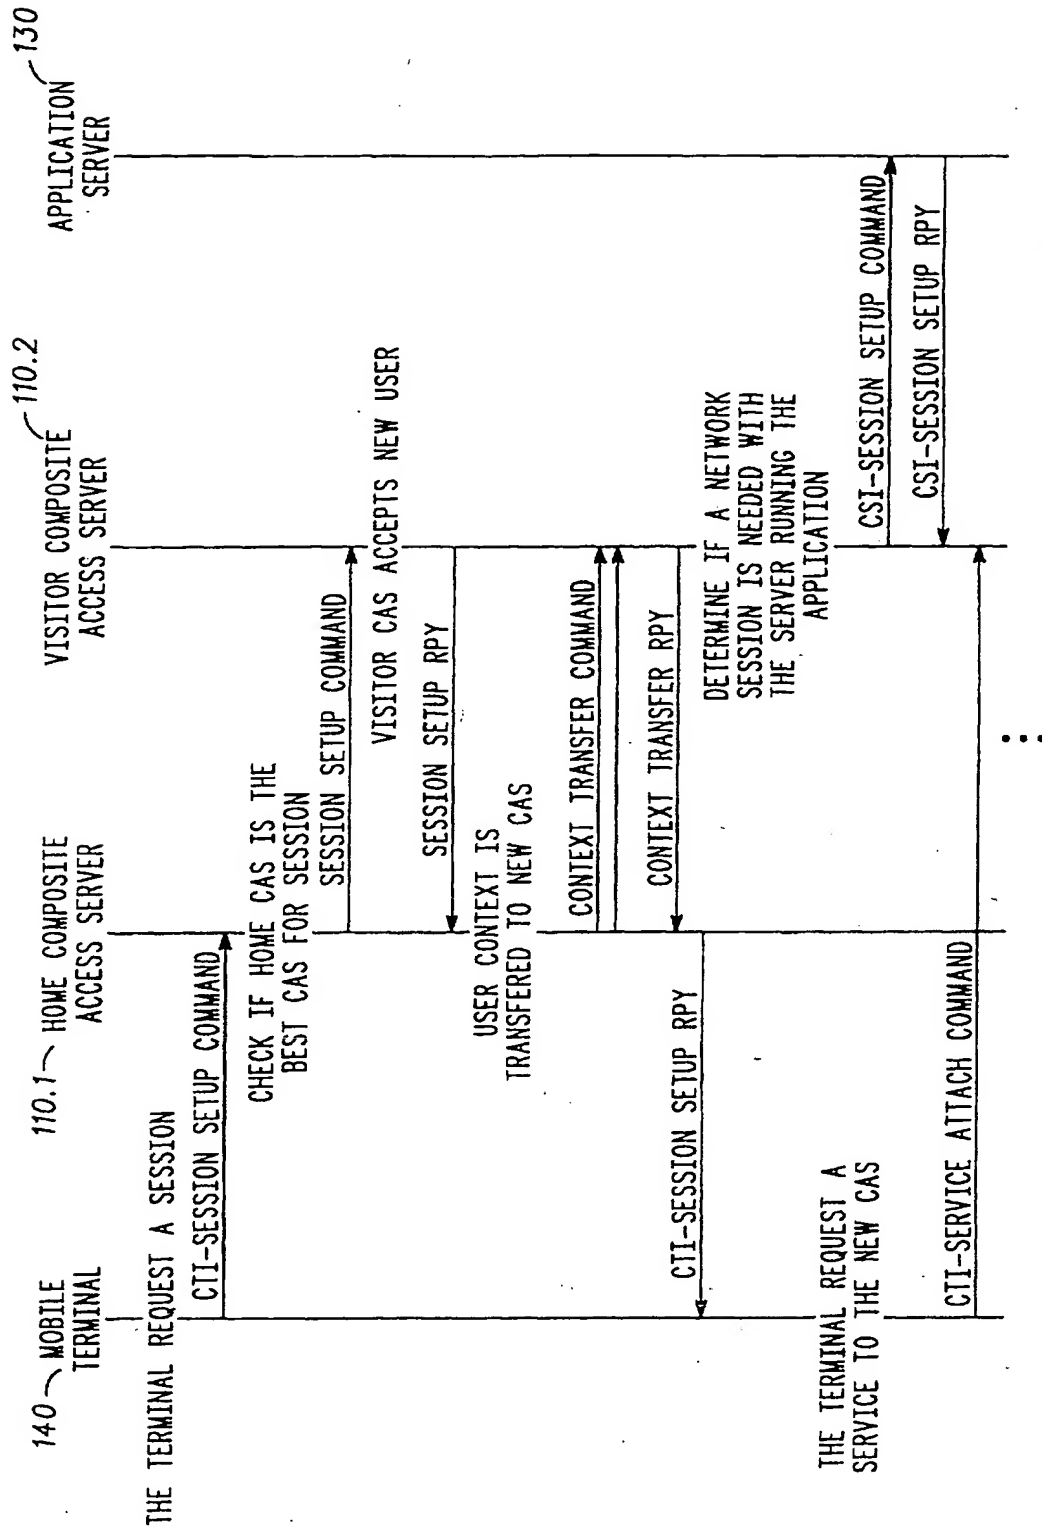 140
MOBILE
TERMINAL
110.1
HOME COMPOSITE
ACCESS SERVER
VISITOR COMPOSITE
ACCESS SERVER
110.2
APPLICATION
SERVER
130
THE TERMINAL REQUEST A SESSION
CTI-SESSION SETUP COMMAND
CHECK IF HOME CAS IS THE
BEST CAS FOR SESSION
SESSION SETUP COMMAND
VISITOR CAS ACCEPTS NEW USER
SESSION SETUP RPY
USER CONTEXT IS
TRANSFERED TO NEW CAS
CONTEXT TRANSFER COMMAND
CONTEXT TRANSFER RPY
CTI-SESSION SETUP RPY
DETERMINE IF A NETWORK
SESSION IS NEEDED WITH
THE SERVER RUNNING THE
APPLICATION
THE TERMINAL REQUEST A
SERVICE TO THE NEW CAS
CSI-SESSION SETUP COMMAND
CSI-SESSION SETUP RPY
CTI-SERVICE ATTACH COMMAND